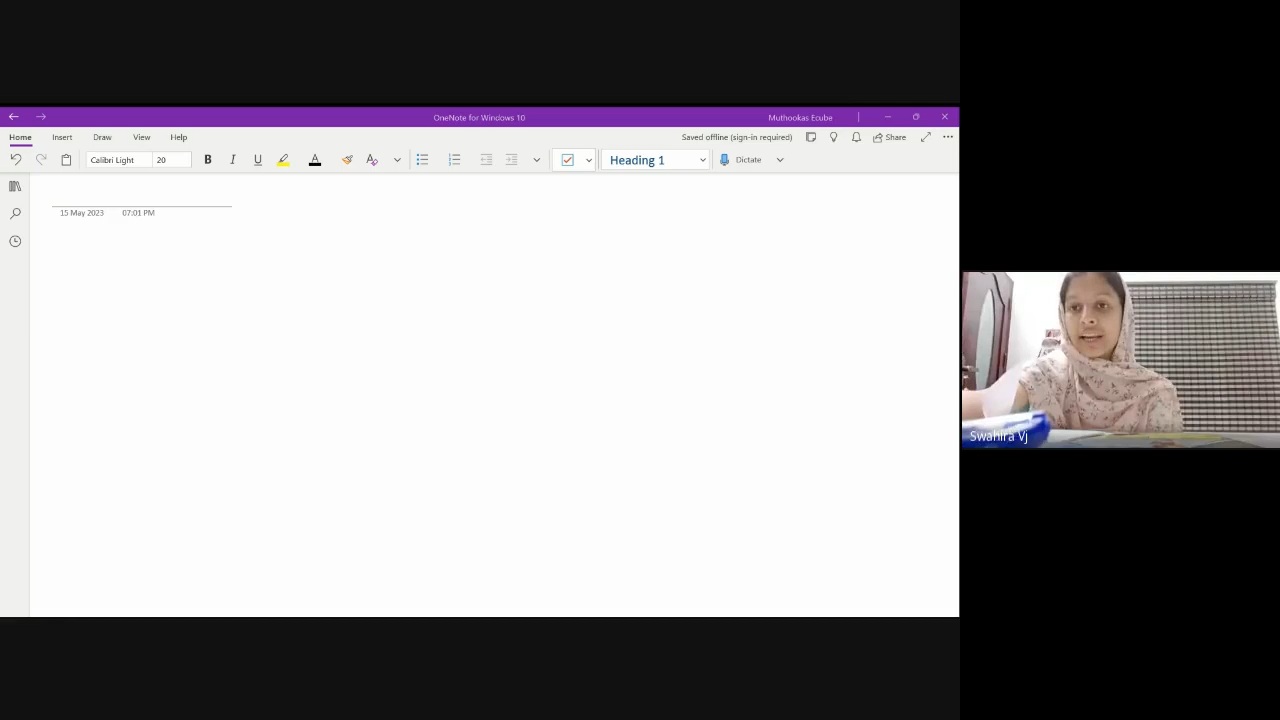 OneNote for Windows 10
Muthookas Ecube
Home Insert Draw View Help
Saved offline (sign-in required)
Share
Calibri Light 20 B I U A A
Heading 1
Dictate
15 May 2023 07:01 PM
Swahira Vj